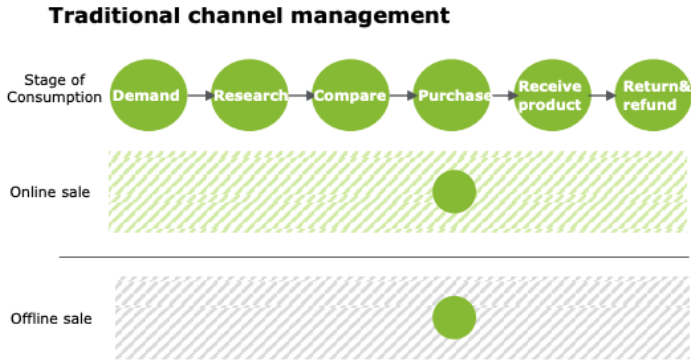 Traditional channel management
Stage of
Consumption
Demand
Research
Compare
Purchase
Receive
product
Return&
refund
Online sale
Offline sale